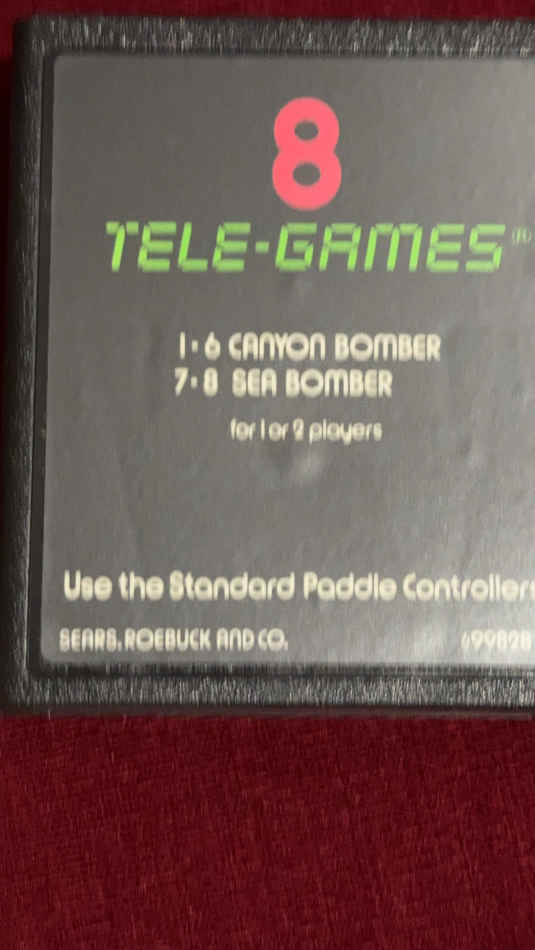 8
TELE-GAMES®
1·6 CANYON BOMBER
7·8 SEA BOMBER
for 1 or 2 players
Use the Standard Paddle Controllers
SEARS, ROEBUCK AND CO.